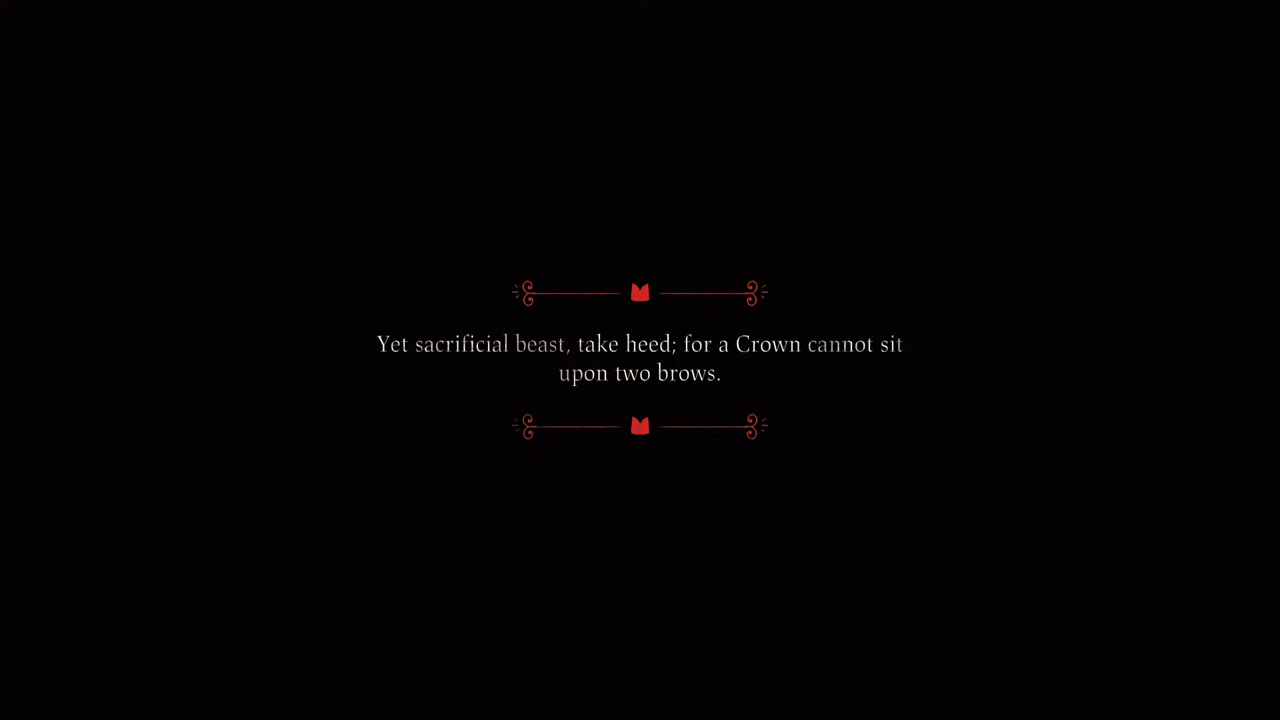 Yet sacrificial beast, take heed; for a Crown cannot sit
upon two brows.